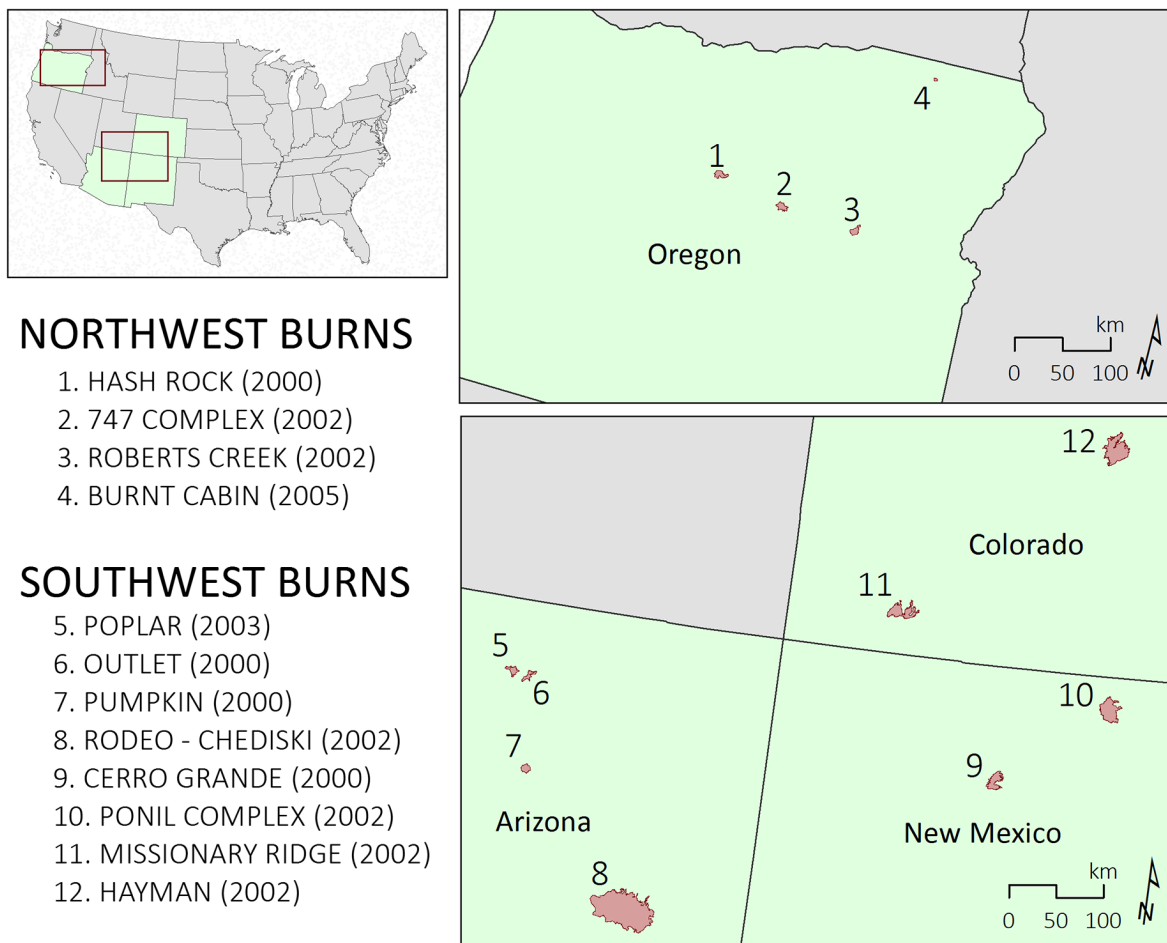 NORTHWEST BURNS
1. HASH ROCK (2000)
2. 747 COMPLEX (2002)
3. ROBERTS CREEK (2002)
4. BURNT CABIN (2005)
SOUTHWEST BURNS
5. POPLAR (2003)
6. OUTLET (2000)
7. PUMPKIN (2000)
8. RODEO - CHEDISKI (2002)
9. CERRO GRANDE (2000)
10. PONIL COMPLEX (2002)
11. MISSIONARY RIDGE (2002)
12. HAYMAN (2002)
4
1
2
3
Oregon
km
0 50 100
N
12
Colorado
11
5
6
10
7
9
Arizona
New Mexico
8
km
0 50 100
N